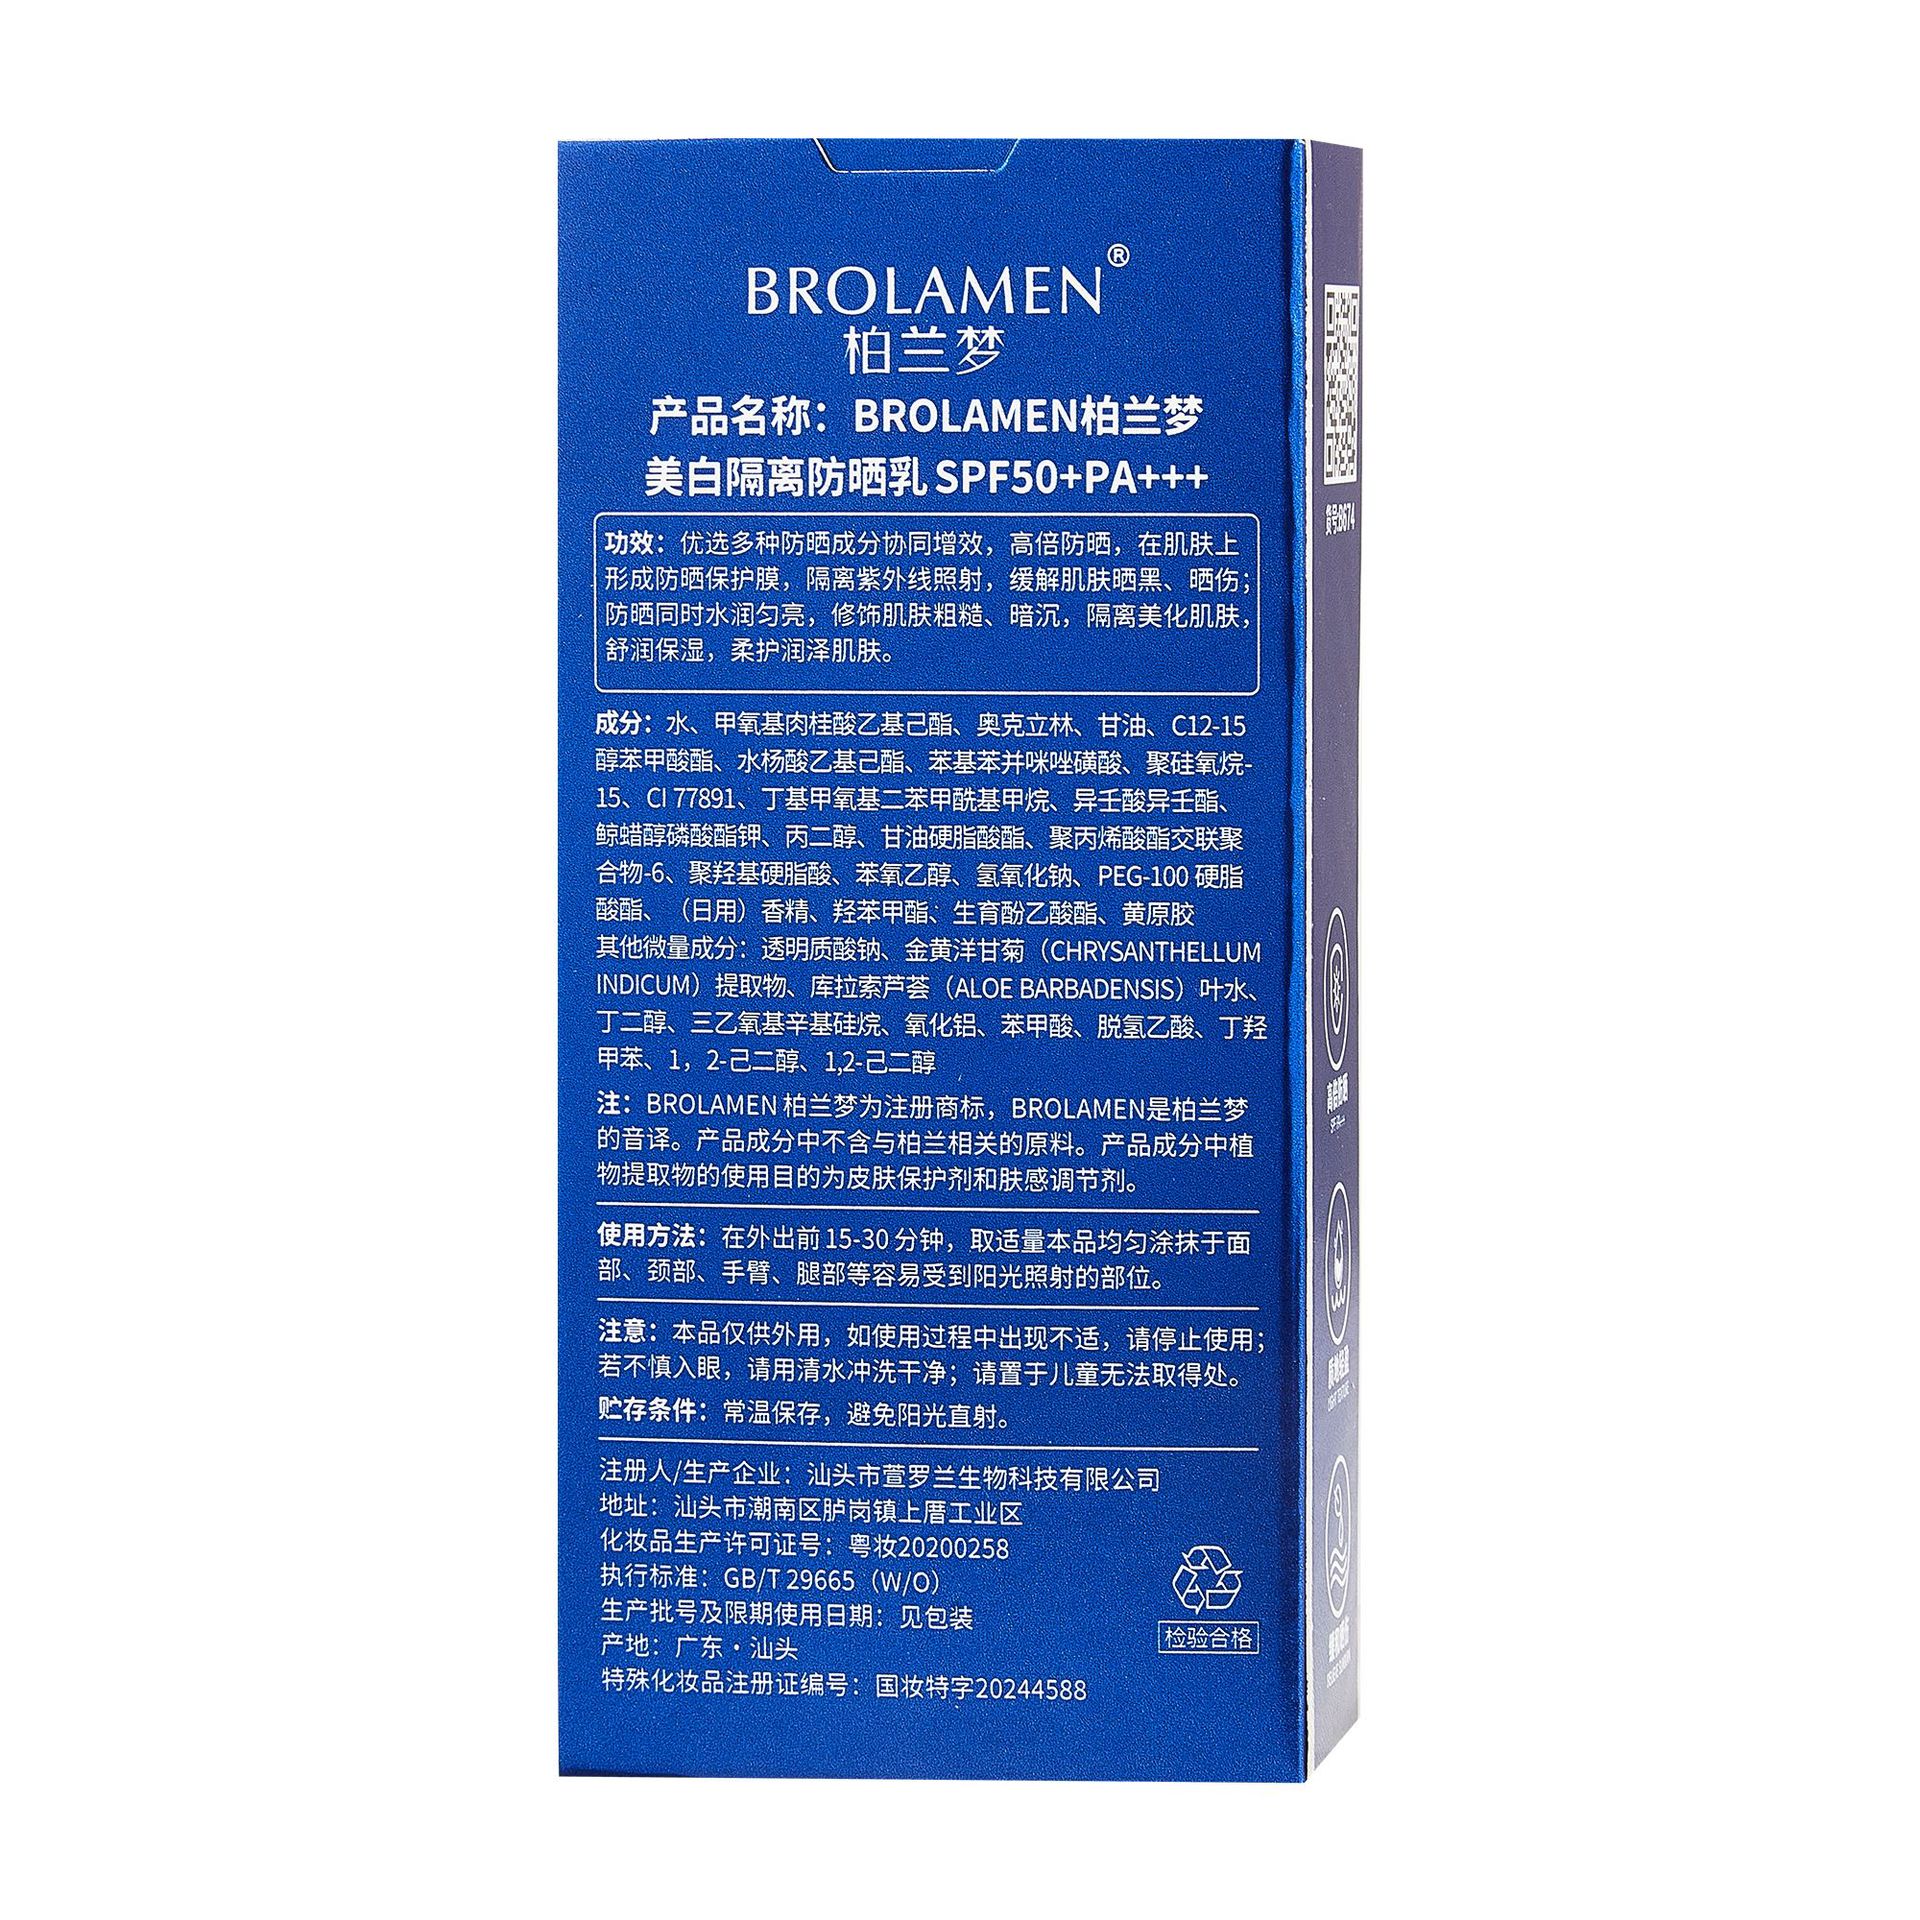 BROLAMEN®
柏兰梦
产品名称：BROLAMEN柏兰梦
美白隔离防晒乳 SPF50+PA+++
功效：优选多种防晒成分协同增效，高倍防晒，在肌肤上
形成防晒保护膜，隔离紫外线照射，缓解肌肤晒黑、晒伤；
防晒同时水润匀亮，修饰肌肤粗糙、暗沉，隔离美化肌肤，
舒润保湿，柔护润泽肌肤。
成分：水、甲氧基肉桂酸乙基己酯、奥克立林、甘油、C12-15
醇苯甲酸酯、水杨酸乙基己酯、苯基苯并咪唑磺酸、聚硅氧烷-
15、CI 77891、丁基甲氧基二苯甲酰基甲烷、异壬酸异壬酯、
鲸蜡醇磷酸酯钾、丙二醇、甘油硬脂酸酯、聚丙烯酸酯交联聚
合物-6、聚羟基硬脂酸、苯氧乙醇、氢氧化钠、PEG-100 硬脂
酸酯、（日用）香精、羟苯甲酯、生育酚乙酸酯、黄原胶
其他微量成分：透明质酸钠、金黄洋甘菊（CHRYSANTHELLUM
INDICUM）提取物、库拉索芦荟（ALOE BARBADENSIS）叶水、
丁二醇、三乙氧基辛基硅烷、氧化铝、苯甲酸、脱氢乙酸、丁羟
甲苯、1，2-己二醇、1,2-己二醇
注：BROLAMEN 柏兰梦为注册商标，BROLAMEN是柏兰梦
的音译。产品成分中不含与柏兰相关的原料。产品成分中植
物提取物的使用目的为皮肤保护剂和肤感调节剂。
使用方法：在外出前 15-30 分钟，取适量本品均匀涂抹于面
部、颈部、手臂、腿部等容易受到阳光照射的部位。
注意：本品仅供外用，如使用过程中出现不适，请停止使用；
若不慎入眼，请用清水冲洗干净；请置于儿童无法取得处。
贮存条件：常温保存，避免阳光直射。
注册人/生产企业：汕头市萱罗兰生物科技有限公司
地址：汕头市潮南区胪岗镇上厝工业区
化妆品生产许可证号：粤妆20200258
执行标准：GB/T 29665（W/O）
生产批号及限期使用日期：见包装
产地：广东·汕头
特殊化妆品注册证编号：国妆特字20244588
检验合格
货号:B674
高倍防晒